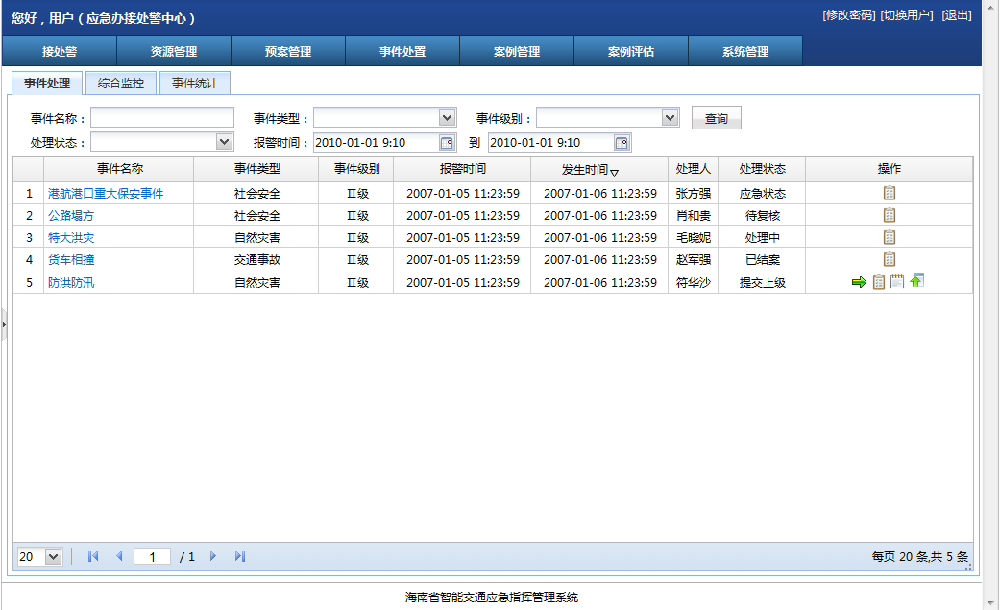 您好，用户（应急办接处警中心） [修改密码] [切换用户] [退出]
接处警 资源管理 预案管理 事件处置 案例管理 案例评估 系统管理
事件处理 综合监控 事件统计
事件名称： 事件类型： 事件级别： 查询
处理状态： 报警时间： 2010-01-01 9:10 到 2010-01-01 9:10
事件名称 事件类型 事件级别 报警时间 发生时间▽ 处理人 处理状态 操作
1 港航港口重大保安事件 社会安全 Ⅱ级 2007-01-05 11:23:59 2007-01-06 11:23:59 张方强 应急状态
2 公路塌方 社会安全 Ⅱ级 2007-01-05 11:23:59 2007-01-06 11:23:59 肖和贵 待复核
3 特大洪灾 自然灾害 Ⅱ级 2007-01-05 11:23:59 2007-01-06 11:23:59 毛晓妮 处理中
4 货车相撞 交通事故 Ⅱ级 2007-01-05 11:23:59 2007-01-06 11:23:59 赵军强 已结案
5 防洪防汛 自然灾害 Ⅱ级 2007-01-05 11:23:59 2007-01-06 11:23:59 符华沙 提交上级
20 1 / 1 每页 20 条,共 5 条
海南省智能交通应急指挥管理系统